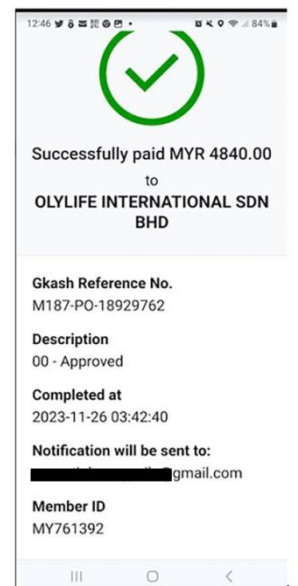 12:46
84%
Successfully paid MYR 4840.00
to
OLYLIFE INTERNATIONAL SDN
BHD
Gkash Reference No.
M187-PO-18929762
Description
00 - Approved
Completed at
2023-11-26 03:42:40
Notification will be sent to:
@gmail.com
Member ID
MY761392